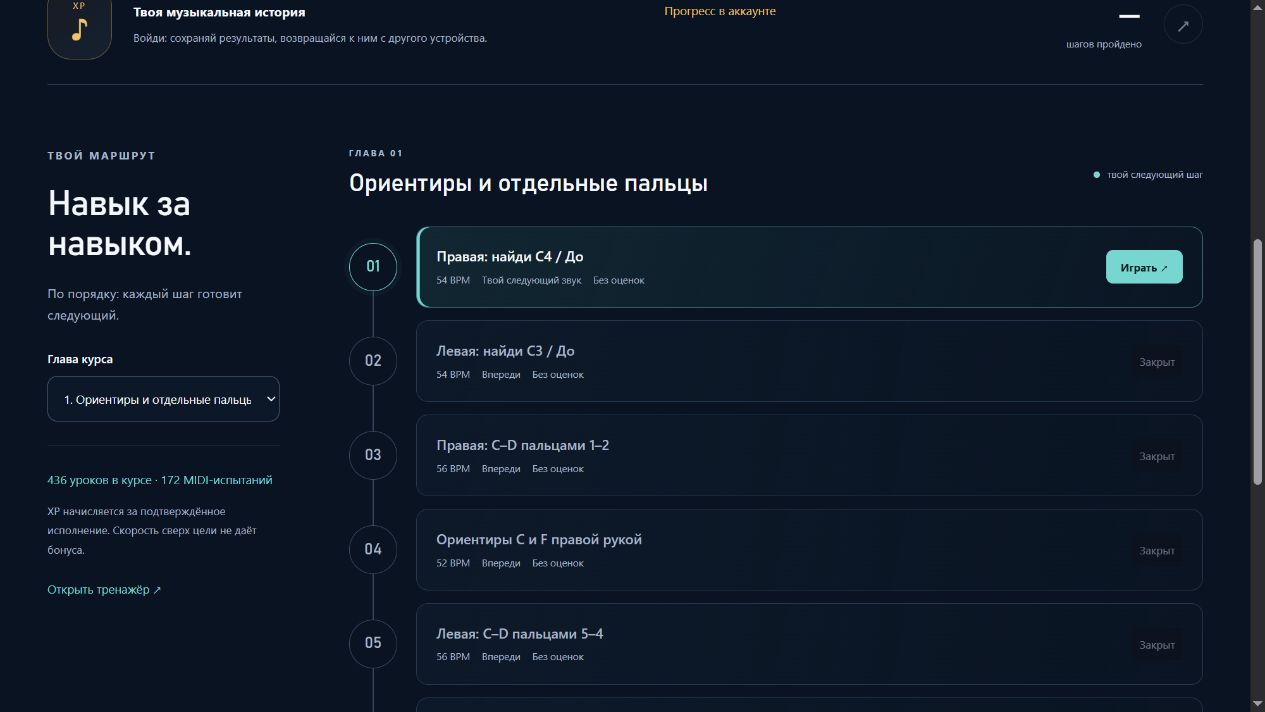 XP
Твоя музыкальная история
Войди: сохраняй результаты, возвращайся к ним с другого устройства.
Прогресс в аккаунте
—
шагов пройдено
↗
ТВОЙ МАРШРУТ
Навык за
навыком.
По порядку: каждый шаг готовит
следующий.
Глава курса
1. Ориентиры и отдельные пальць
436 уроков в курсе · 172 MIDI-испытаний
XP начисляется за подтверждённое
исполнение. Скорость сверх цели не даёт
бонуса.
Открыть тренажёр ↗
ГЛАВА 01
Ориентиры и отдельные пальцы
твой следующий шаг
01
Правая: найди C4 / До
54 BPM Твой следующий звук Без оценок
Играть ↗
02
Левая: найди C3 / До
54 BPM Впереди Без оценок
Закрыт
03
Правая: C–D пальцами 1–2
56 BPM Впереди Без оценок
Закрыт
04
Ориентиры C и F правой рукой
52 BPM Впереди Без оценок
Закрыт
05
Левая: C–D пальцами 5–4
56 BPM Впереди Без оценок
Закрыт